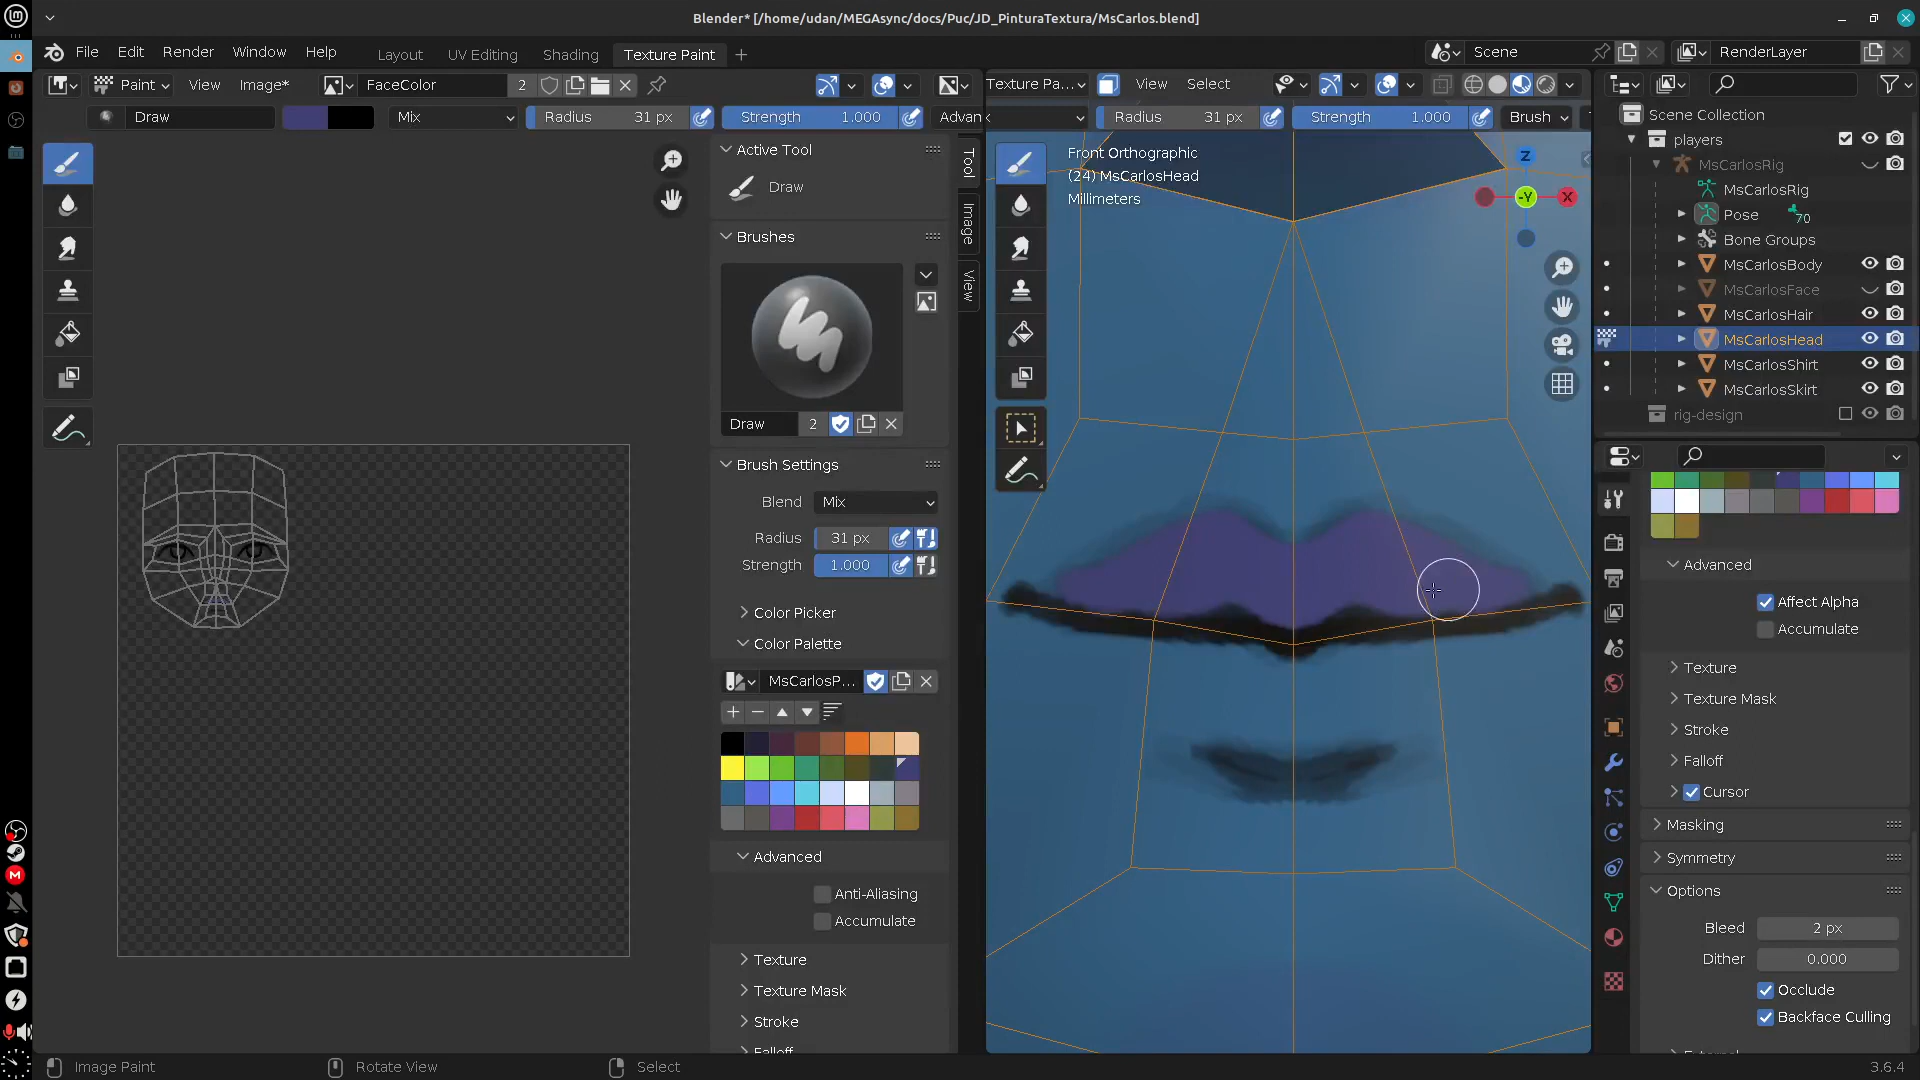 Blender* [/home/udan/MEGAsync/docs/Puc/JD_PinturaTextura/MsCarlos.blend]
File Edit Render Window Help Layout UV Editing Shading Texture Paint + Scene RenderLayer
Paint View Image* FaceColor 2 Texture Pa... View Select
Draw Mix Radius 31 px Strength 1.000 Radius 31 px Strength 1.000 Brush
Active Tool
Draw
Brushes
Draw 2
Brush Settings
Blend Mix
Radius 31 px
Strength 1.000
Color Picker
Color Palette
MsCarlosP...
Advanced
Anti-Aliasing
Accumulate
Texture
Texture Mask
Stroke
Tool
Image
View
Front Orthographic
(24) MsCarlosHead
Millimeters
Z
-Y
X
Scene Collection
players
MsCarlosRig
MsCarlosRig
Pose 70
Bone Groups
MsCarlosBody
MsCarlosFace
MsCarlosHair
MsCarlosHead
MsCarlosShirt
MsCarlosSkirt
rig-design
Advanced
Affect Alpha
Accumulate
Texture
Texture Mask
Stroke
Falloff
Cursor
Masking
Symmetry
Options
Bleed 2 px
Dither 0.000
Occlude
Backface Culling
Image Paint Rotate View Select 3.6.4